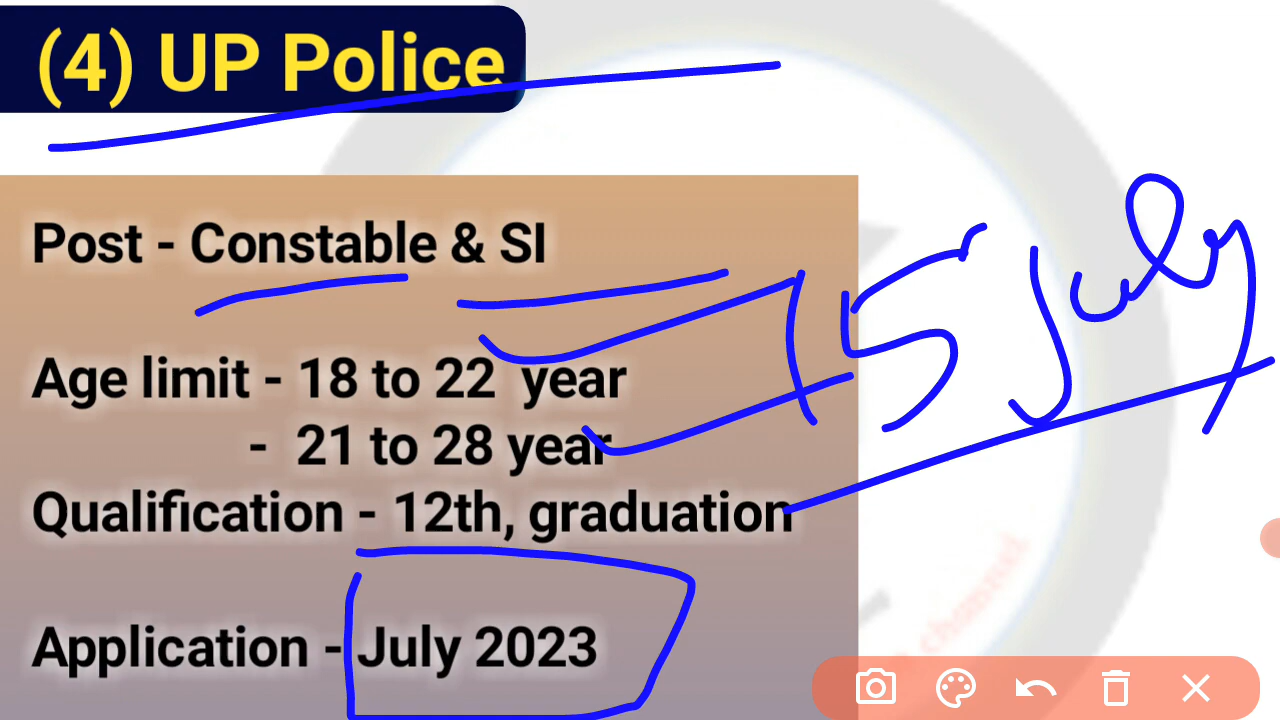 (4) UP Police
Post - Constable & SI
15 July
Age limit - 18 to 22 year
- 21 to 28 year
Qualification - 12th, graduation
Application - July 2023
channel